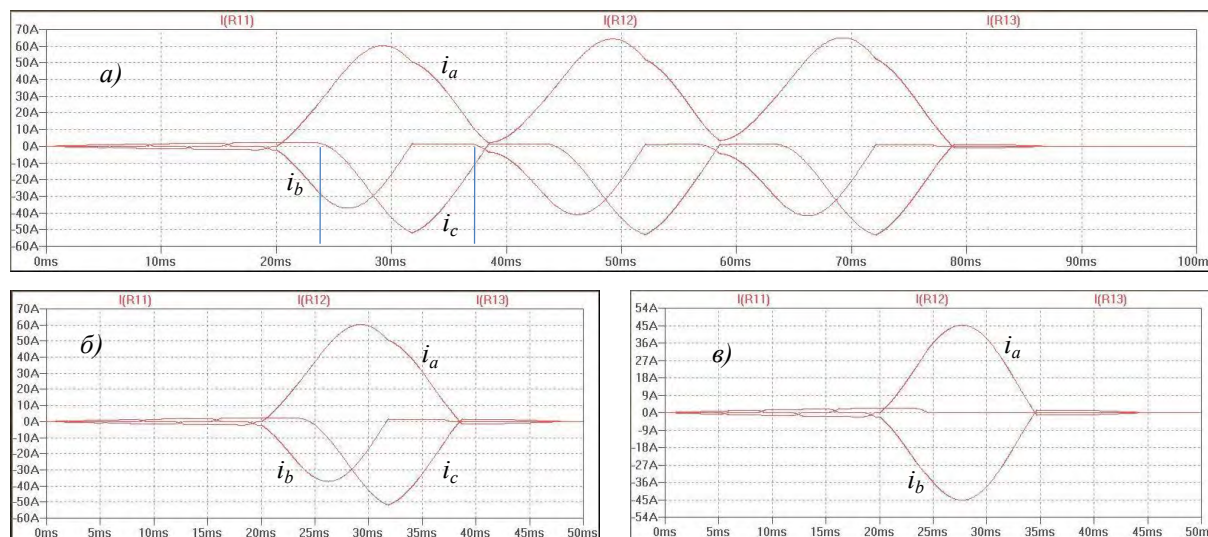 I(R11) I(R12) I(R13)
70A
60A
50A
40A
30A
20A
10A
0A
-10A
-20A
-30A
-40A
-50A
-60A
а)
i_a
i_b
i_c
0ms 10ms 20ms 30ms 40ms 50ms 60ms 70ms 80ms 90ms 100m
I(R11) I(R12) I(R13)
70A
60A
50A
40A
30A
20A
10A
0A
-10A
-20A
-30A
-40A
-50A
-60A
б)
i_a
i_b
i_c
0ms 5ms 10ms 15ms 20ms 25ms 30ms 35ms 40ms 45ms 50ms
I(R11) I(R12) I(R13)
54A
45A
36A
27A
18A
9A
0A
-9A
-18A
-27A
-36A
-45A
-54A
в)
i_a
i_b
0ms 5ms 10ms 15ms 20ms 25ms 30ms 35ms 40ms 45ms 50ms